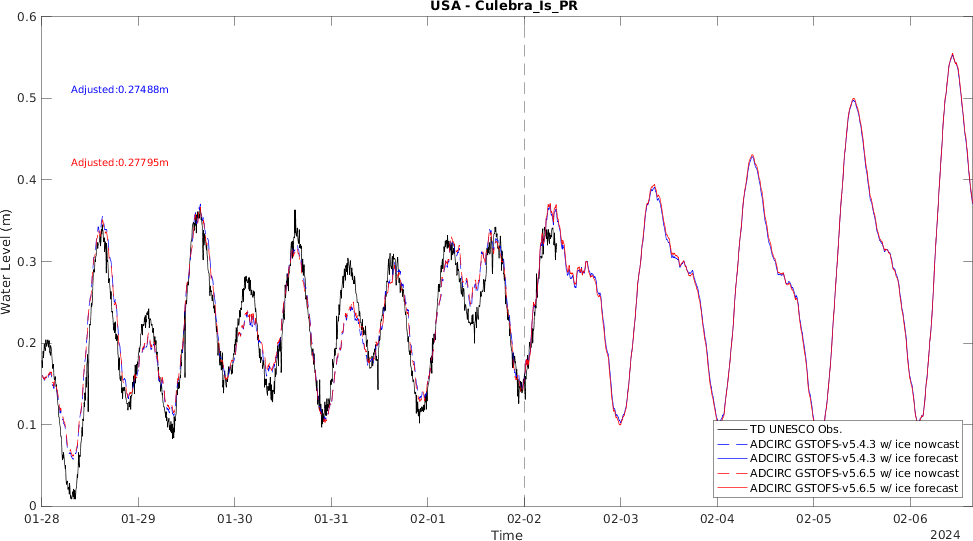 USA - Culebra_Is_PR
0.6
0.5
0.4
0.3
0.2
0.1
0
Water Level (m)
Adjusted:0.27488m
Adjusted:0.27795m
TD UNESCO Obs.
ADCIRC GSTOFS-v5.4.3 w/ ice nowcast
ADCIRC GSTOFS-v5.4.3 w/ ice forecast
ADCIRC GSTOFS-v5.6.5 w/ ice nowcast
ADCIRC GSTOFS-v5.6.5 w/ ice forecast
01-28 01-29 01-30 01-31 02-01 02-02 02-03 02-04 02-05 02-06
Time
2024